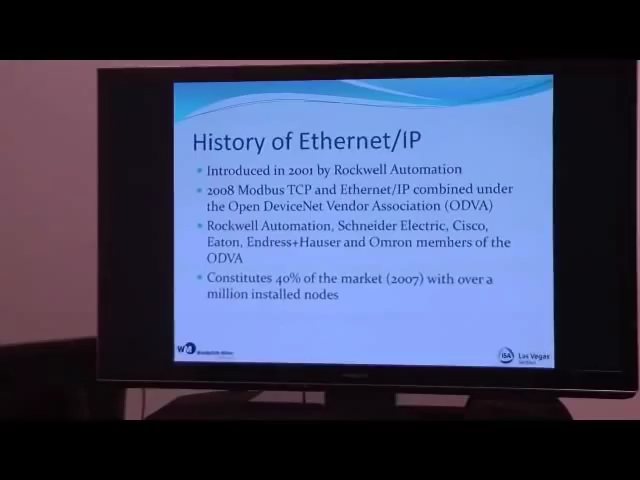 History of Ethernet/IP
• Introduced in 2001 by Rockwell Automation
• 2008 Modbus TCP and Ethernet/IP combined under
the Open DeviceNet Vendor Association (ODVA)
• Rockwell Automation, Schneider Electric, Cisco,
Eaton, Endress+Hauser and Omron members of the
ODVA
• Constitutes 40% of the market (2007) with over a
million installed nodes
ISA Las Vegas
Section